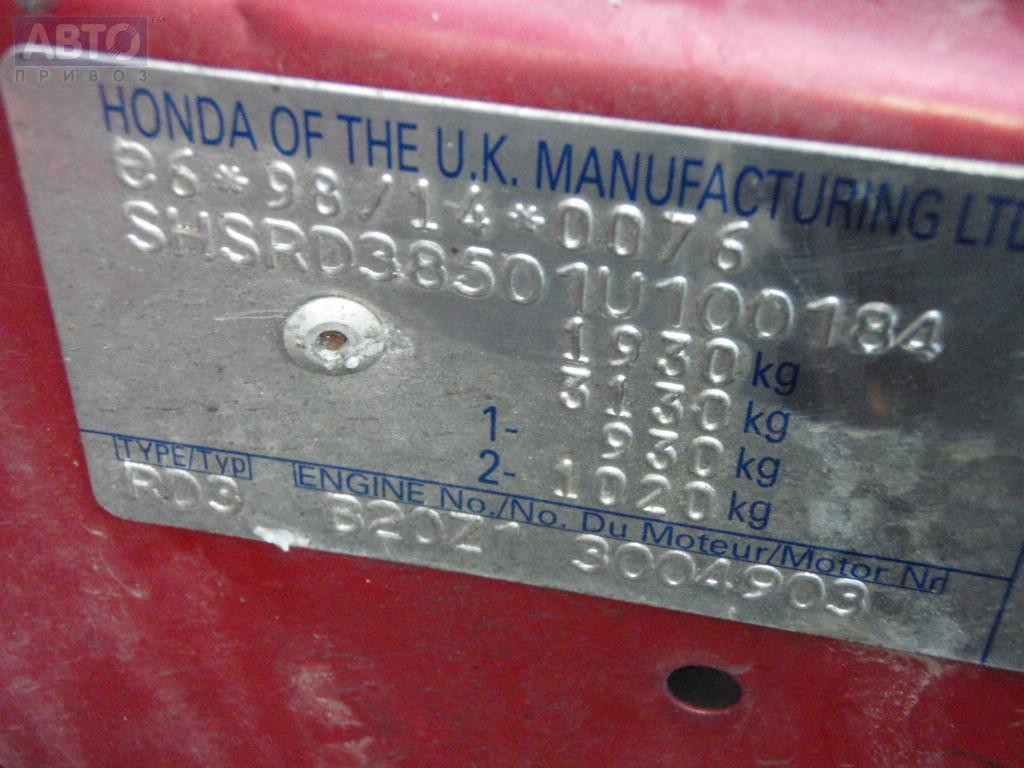 АВТО™
ПРИВОЗ
HONDA OF THE U.K. MANUFACTURING LTD
e6*98/14*0076
SHSRD38501U100184
1930 kg
3130 kg
1- 930 kg
2- 1020 kg
TYPE/Typ ENGINE No./No. Du Moteur/Motor Nr
RD3 B20Z1 3004903